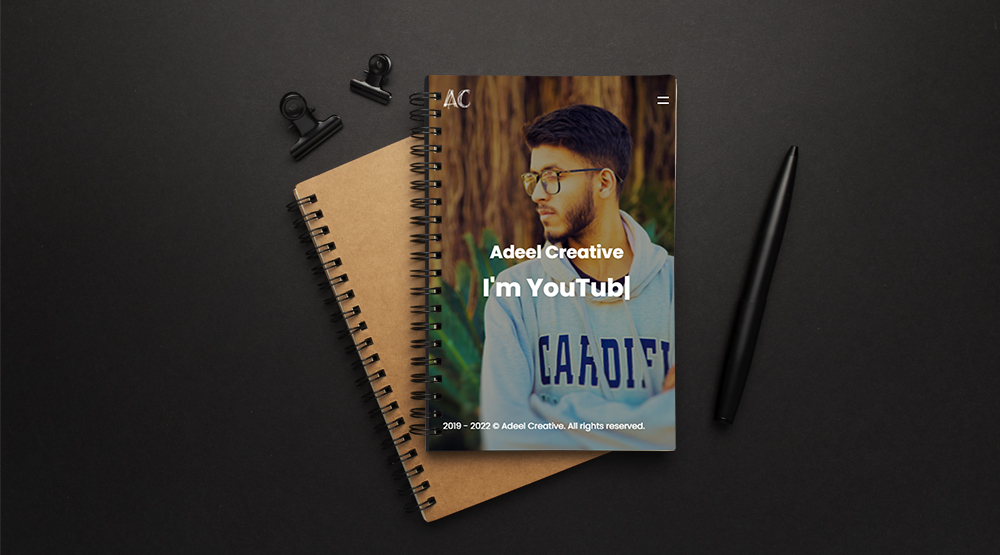 AC
Adeel Creative
I'm YouTub|
CARDIFF
2019 - 2022 © Adeel Creative. All rights reserved.